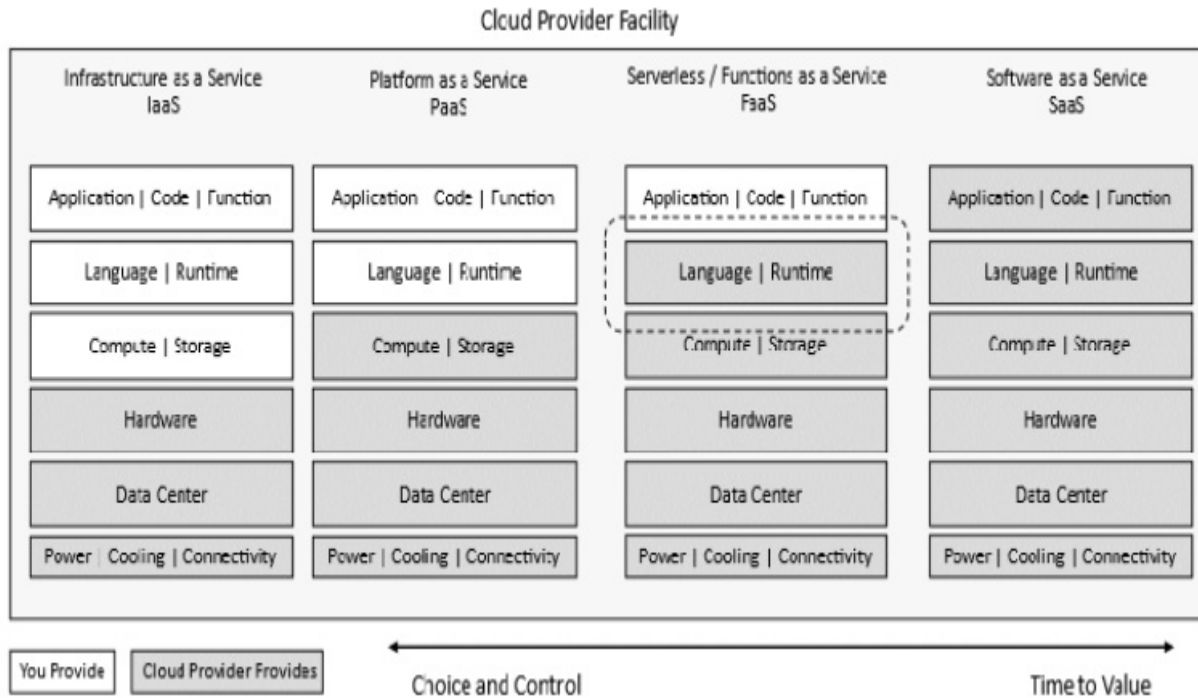 Cloud Provider Facility
Infrastructure as a Service
IaaS
Platform as a Service
PaaS
Serverless / Functions as a Service
FaaS
Software as a Service
SaaS
Application | Code | Function
Application Code | Function
Application | Code | Function
Application | Code | Function
Language | Runtime
Language | Runtime
Language | Runtime
Language | Runtime
Compute | Storage
Compute | Storage
Compute | Storage
Compute | Storage
Hardware
Hardware
Hardware
Hardware
Data Center
Data Center
Data Center
Data Center
Power | Cooling | Connectivity
Power | Cooling | Connectivity
Power | Cooling | Connectivity
Power | Cooling | Connectivity
You Provide
Cloud Provider Provides
Choice and Control
Time to Value